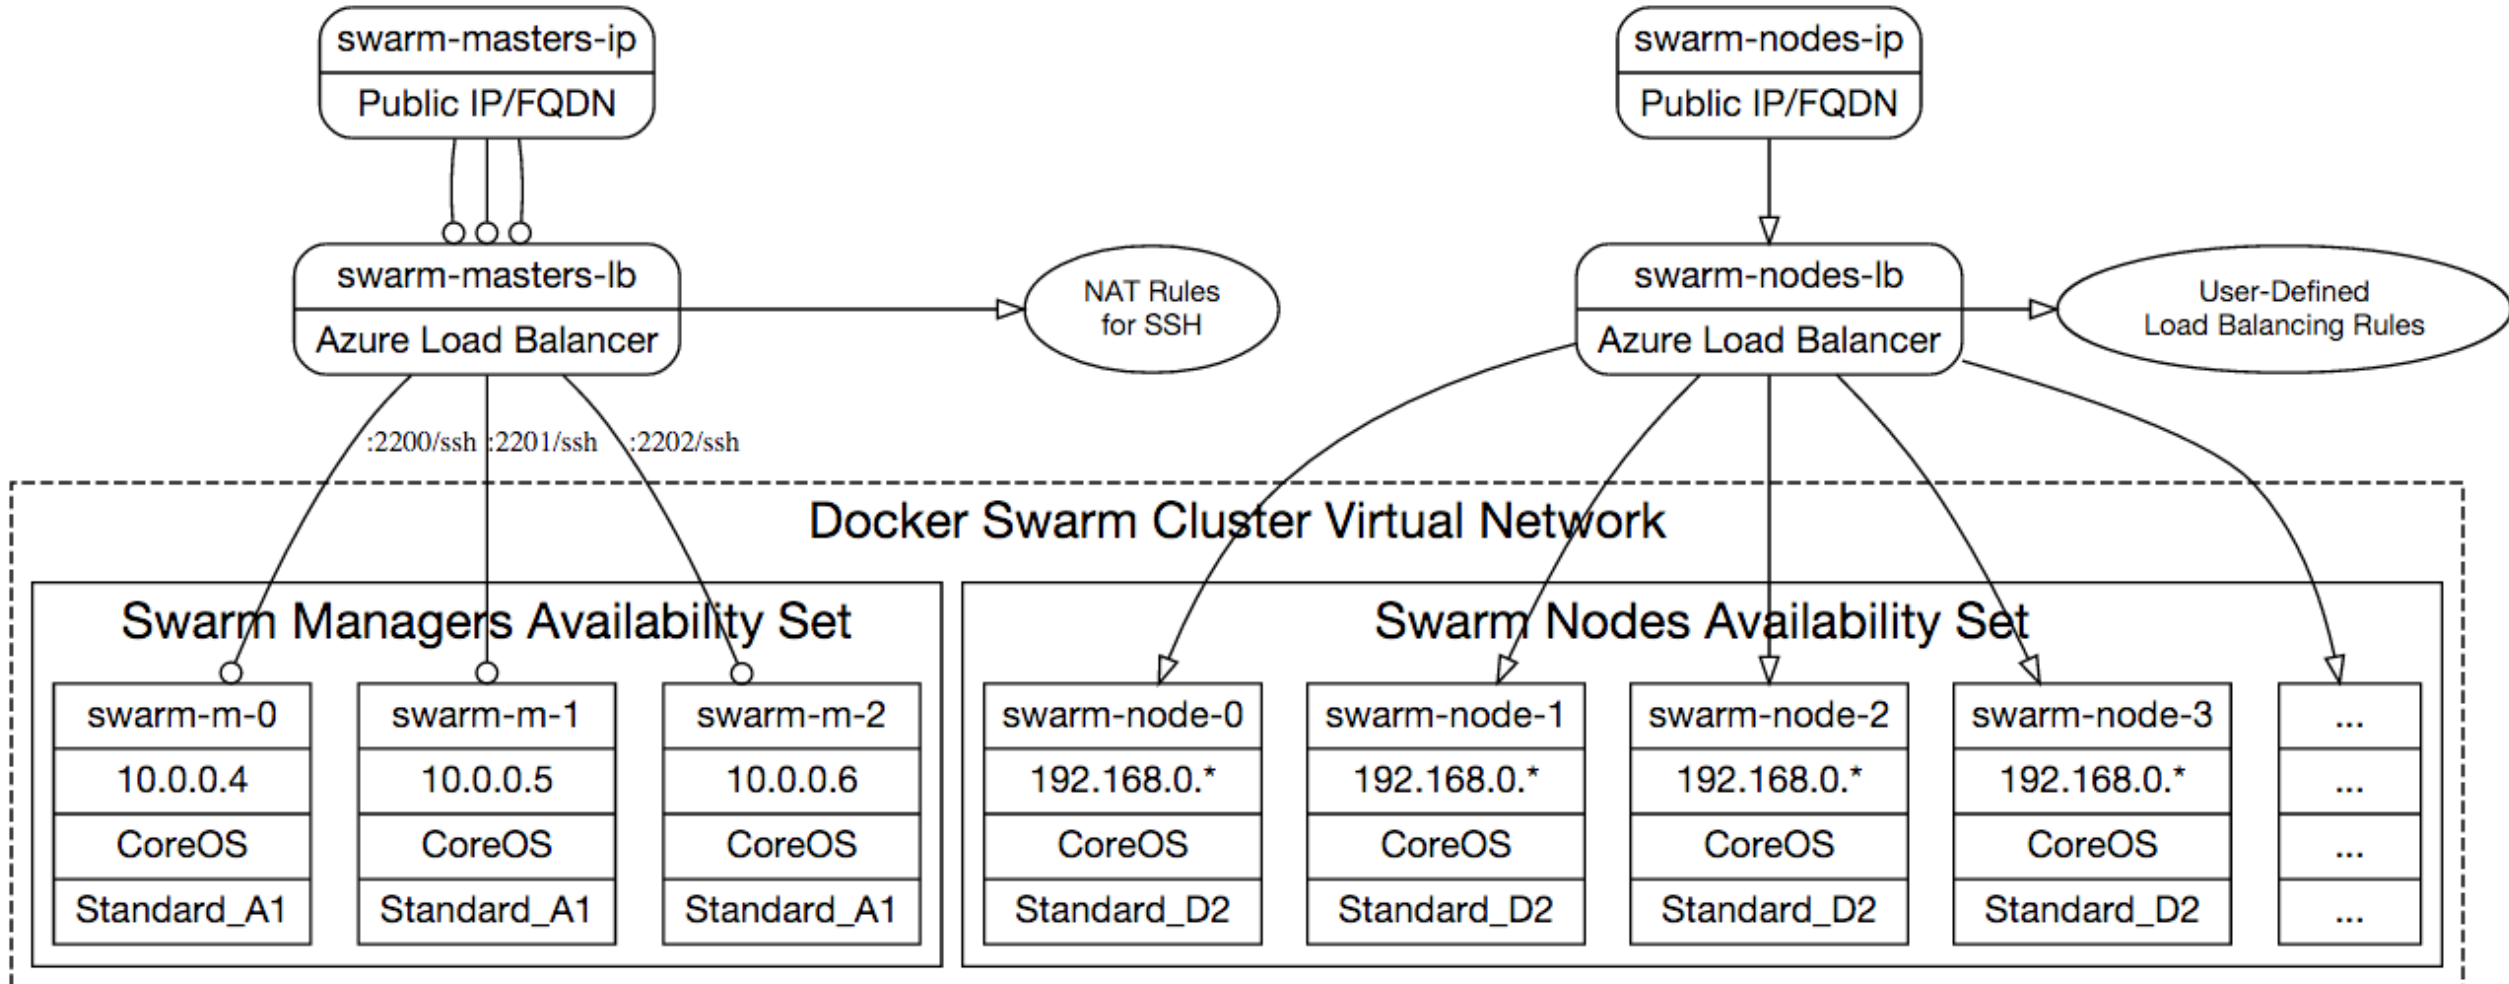 swarm-masters-ip
Public IP/FQDN
swarm-nodes-ip
Public IP/FQDN
swarm-masters-lb
Azure Load Balancer
NAT Rules
for SSH
swarm-nodes-lb
Azure Load Balancer
User-Defined
Load Balancing Rules
:2200/ssh
:2201/ssh
:2202/ssh
Docker Swarm Cluster Virtual Network
Swarm Managers Availability Set
swarm-m-0
10.0.0.4
CoreOS
Standard_A1
swarm-m-1
10.0.0.5
CoreOS
Standard_A1
swarm-m-2
10.0.0.6
CoreOS
Standard_A1
Swarm Nodes Availability Set
swarm-node-0
192.168.0.*
CoreOS
Standard_D2
swarm-node-1
192.168.0.*
CoreOS
Standard_D2
swarm-node-2
192.168.0.*
CoreOS
Standard_D2
swarm-node-3
192.168.0.*
CoreOS
Standard_D2
...
...
...
...